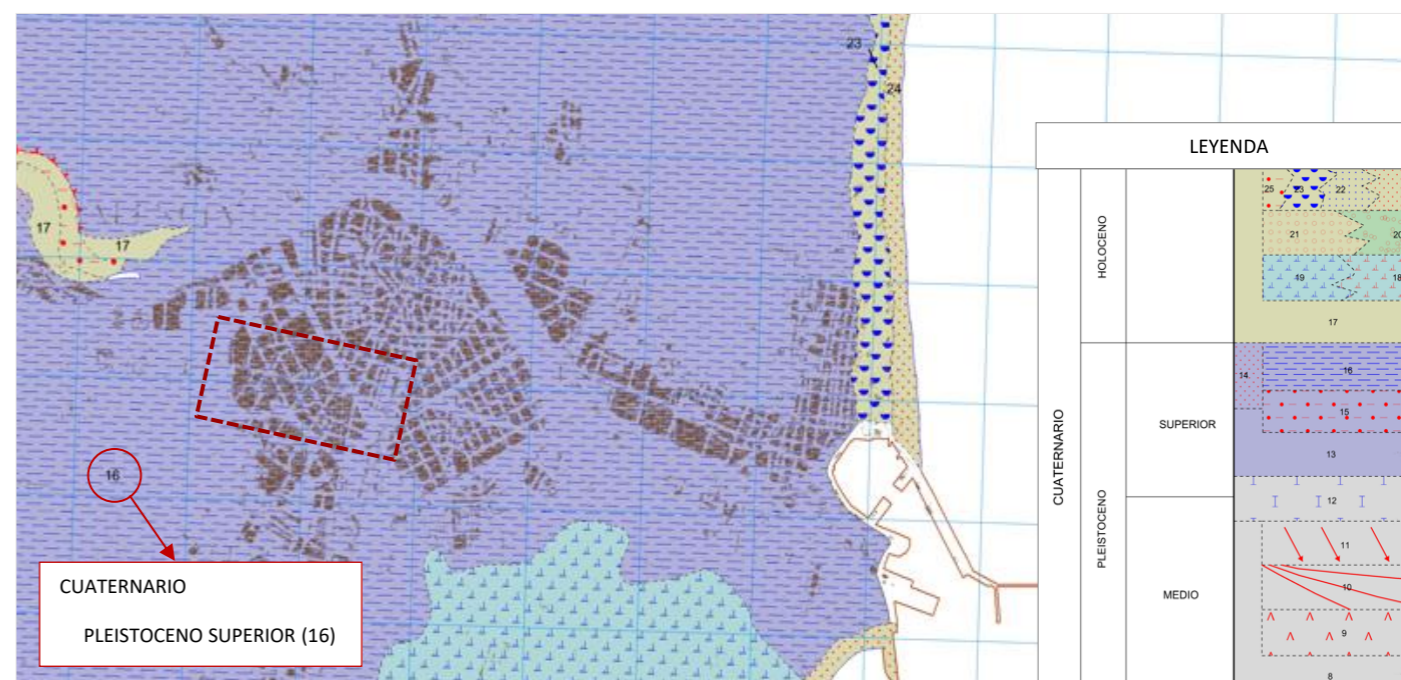 23
24
17
17
16
CUATERNARIO
PLEISTOCENO SUPERIOR (16)
LEYENDA
CUATERNARIO
HOLOCENO
PLEISTOCENO
SUPERIOR
MEDIO
25 23 22
21 20
19 18
17
14 16
15
13
12
11
10
9
8